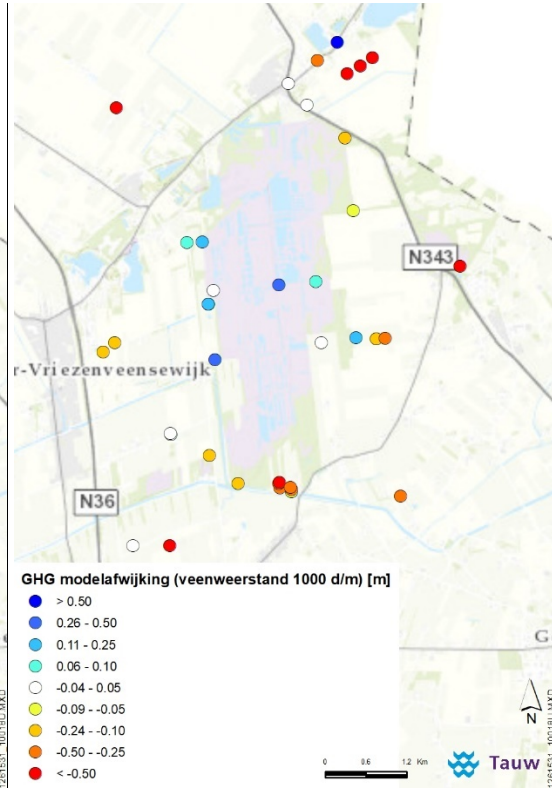 N343
r-Vriezenveensewijk
N36
GHG modelafwijking (veenweerstand 1000 d/m) [m]
> 0.50
0.26 - 0.50
0.11 - 0.25
0.06 - 0.10
-0.04 - 0.05
-0.09 - -0.05
-0.24 - -0.10
-0.50 - -0.25
< -0.50
G
N
0 0.6 1.2 Km
Tauw